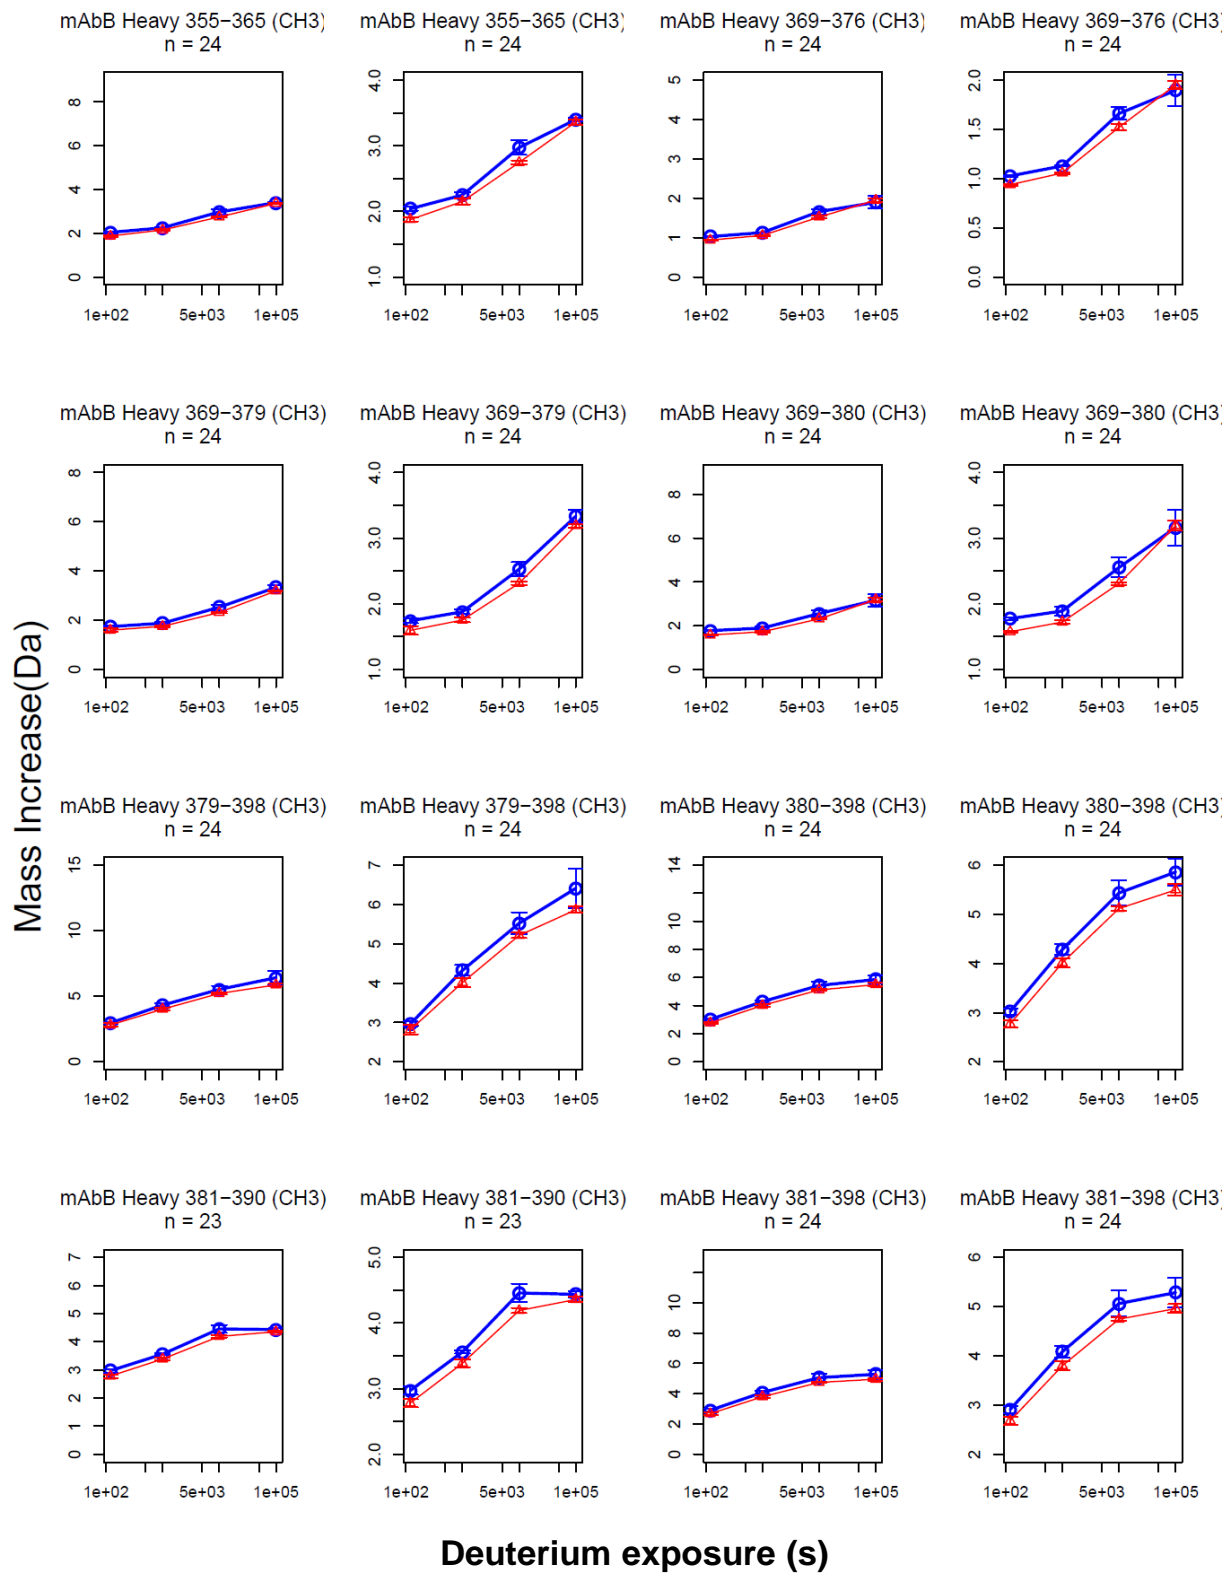 Mass Increase(Da)
mAbB Heavy 355−365 (CH3)
n = 24
8
6
4
2
0
1e+02 5e+03 1e+05
mAbB Heavy 355−365 (CH3)
n = 24
4.0
3.0
2.0
1.0
1e+02 5e+03 1e+05
mAbB Heavy 369−376 (CH3)
n = 24
5
4
3
2
1
0
1e+02 5e+03 1e+05
mAbB Heavy 369−376 (CH3)
n = 24
2.0
1.5
1.0
0.5
0.0
1e+02 5e+03 1e+05
mAbB Heavy 369−379 (CH3)
n = 24
8
6
4
2
0
1e+02 5e+03 1e+05
mAbB Heavy 369−379 (CH3)
n = 24
4.0
3.0
2.0
1.0
1e+02 5e+03 1e+05
mAbB Heavy 369−380 (CH3)
n = 24
8
6
4
2
0
1e+02 5e+03 1e+05
mAbB Heavy 369−380 (CH3)
n = 24
4.0
3.0
2.0
1.0
1e+02 5e+03 1e+05
mAbB Heavy 379−398 (CH3)
n = 24
15
10
5
0
1e+02 5e+03 1e+05
mAbB Heavy 379−398 (CH3)
n = 24
7
6
5
4
3
2
1e+02 5e+03 1e+05
mAbB Heavy 380−398 (CH3)
n = 24
14
10
8
6
4
2
0
1e+02 5e+03 1e+05
mAbB Heavy 380−398 (CH3)
n = 24
6
5
4
3
2
1e+02 5e+03 1e+05
mAbB Heavy 381−390 (CH3)
n = 23
7
6
5
4
3
2
1
0
1e+02 5e+03 1e+05
mAbB Heavy 381−390 (CH3)
n = 23
5.0
4.0
3.0
2.0
1e+02 5e+03 1e+05
mAbB Heavy 381−398 (CH3)
n = 24
10
8
6
4
2
0
1e+02 5e+03 1e+05
mAbB Heavy 381−398 (CH3)
n = 24
6
5
4
3
2
1e+02 5e+03 1e+05
Deuterium exposure (s)